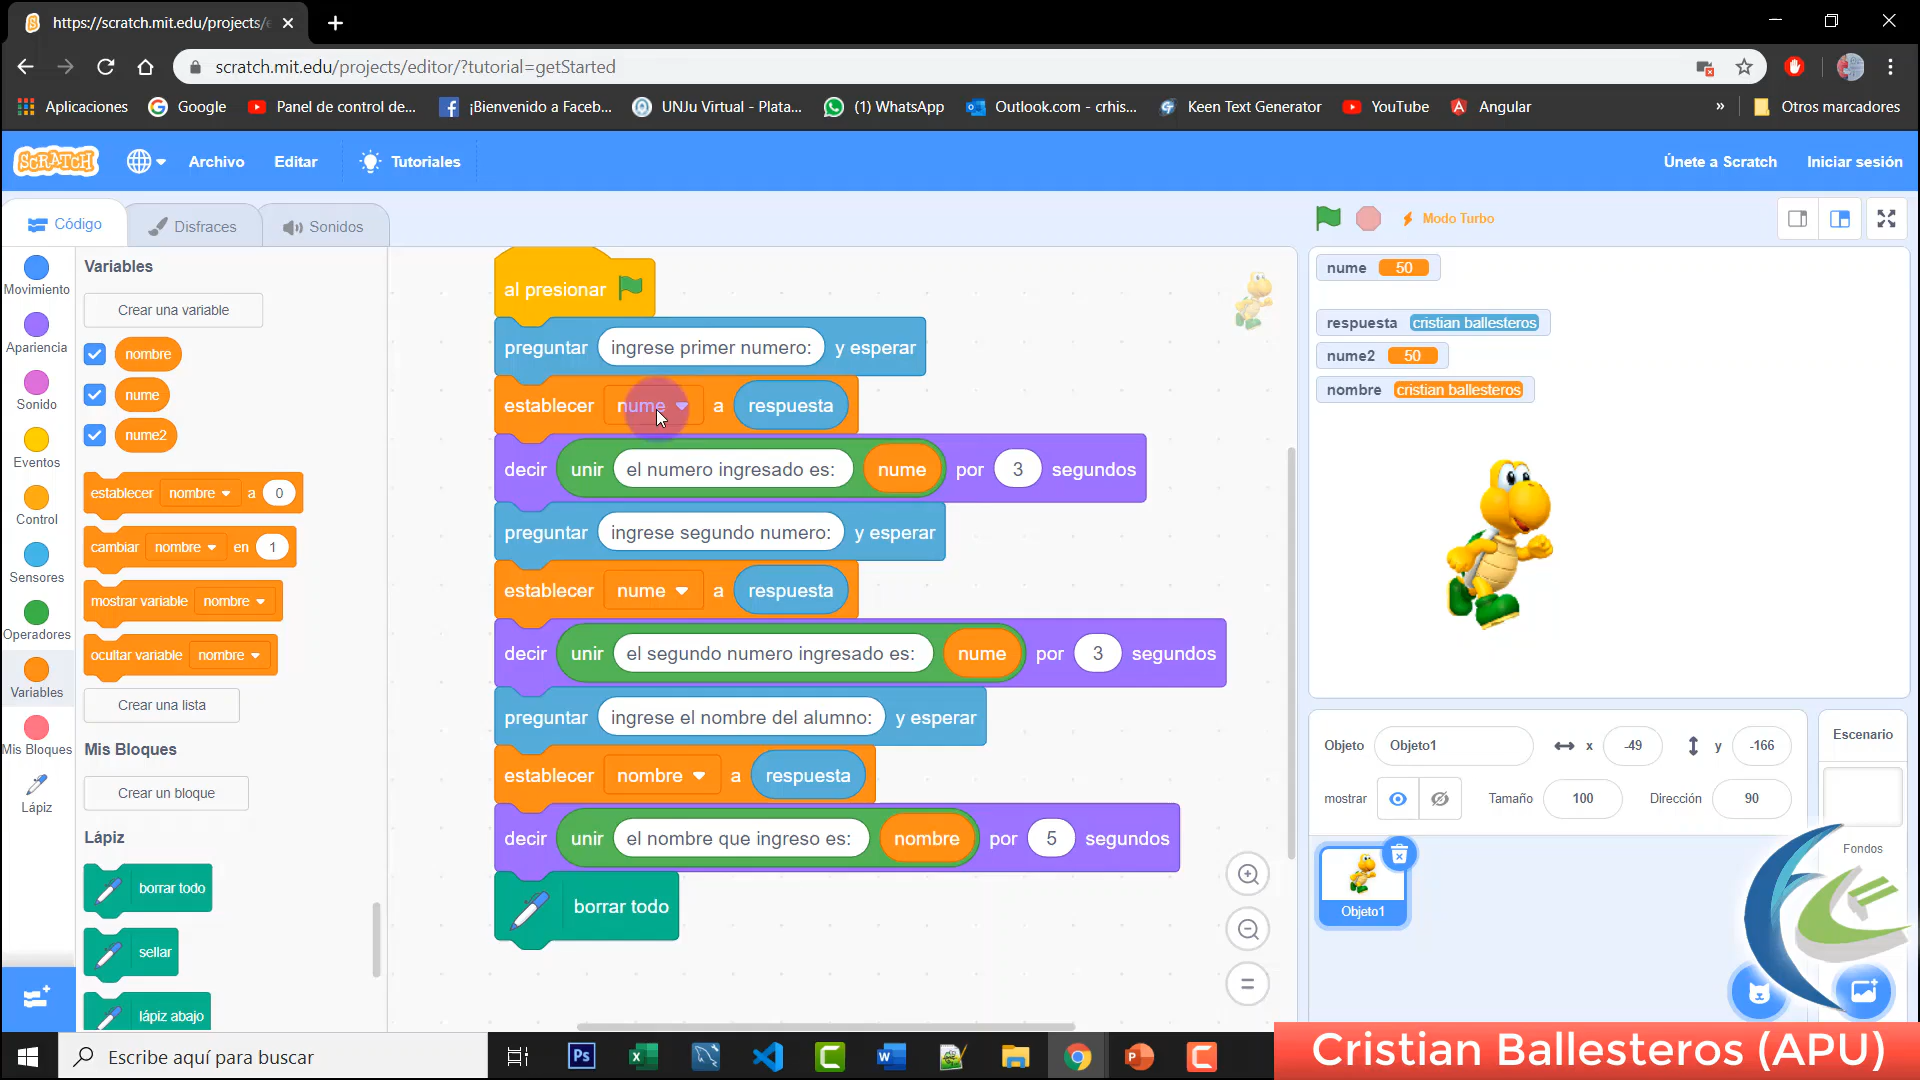 https://scratch.mit.edu/projects/e
scratch.mit.edu/projects/editor/?tutorial=getStarted
Aplicaciones Google Panel de control de... ¡Bienvenido a Faceb... UNJu Virtual - Plata... (1) WhatsApp Outlook.com - crhis... Keen Text Generator YouTube Angular » Otros marcadores
SCRATCH Archivo Editar Tutoriales Únete a Scratch Iniciar sesión
Código Disfraces Sonidos Modo Turbo
Movimiento
Apariencia
Sonido
Eventos
Control
Sensores
Operadores
Variables
Mis Bloques
Lápiz
Variables
Crear una variable
nombre
nume
nume2
establecer nombre a 0
cambiar nombre en 1
mostrar variable nombre
ocultar variable nombre
Crear una lista
Mis Bloques
Crear un bloque
Lápiz
borrar todo
sellar
lápiz abajo
al presionar
preguntar ingrese primer numero: y esperar
establecer nume a respuesta
decir unir el numero ingresado es: nume por 3 segundos
preguntar ingrese segundo numero: y esperar
establecer nume a respuesta
decir unir el segundo numero ingresado es: nume por 3 segundos
preguntar ingrese el nombre del alumno: y esperar
establecer nombre a respuesta
decir unir el nombre que ingreso es: nombre por 5 segundos
borrar todo
nume 50
respuesta cristian ballesteros
nume2 50
nombre cristian ballesteros
Objeto Objeto1 x -49 y -166
mostrar Tamaño 100 Dirección 90
Objeto1
Escenario
Fondos
Escribe aquí para buscar
Cristian Ballesteros (APU)